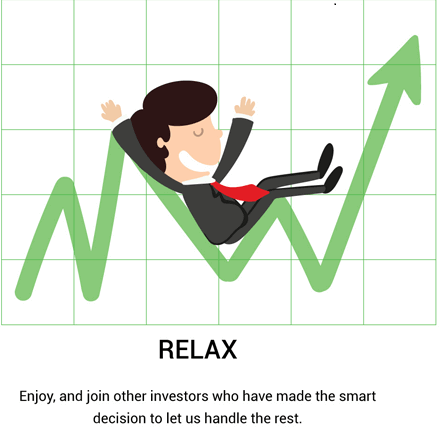 RELAX
Enjoy, and join other investors who have made the smart
decision to let us handle the rest.